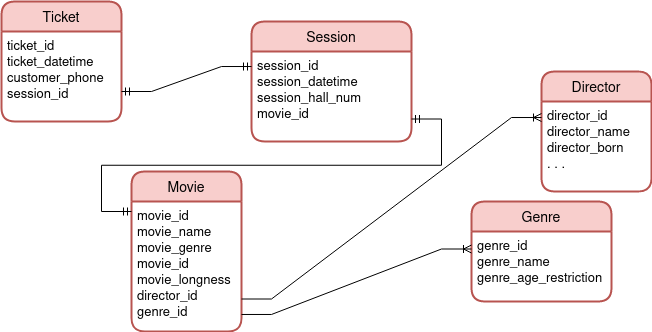 Ticket
ticket_id
ticket_datetime
customer_phone
session_id
Session
session_id
session_datetime
session_hall_num
movie_id
Director
director_id
director_name
director_born
. . .
Movie
movie_id
movie_name
movie_genre
movie_id
movie_longness
director_id
genre_id
Genre
genre_id
genre_name
genre_age_restriction